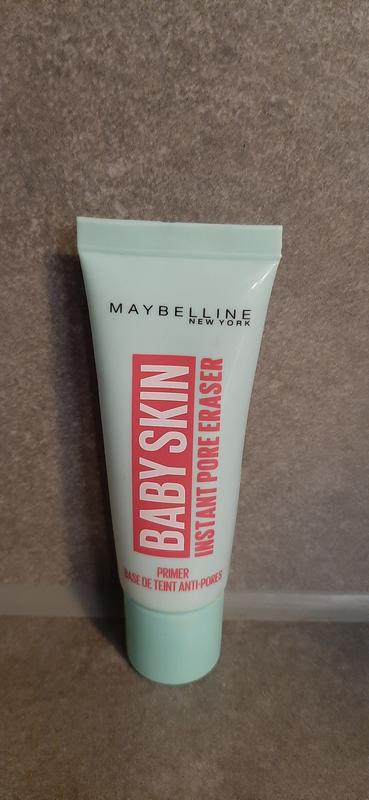 MAYBELLINE
NEW YORK
BABY SKIN
INSTANT PORE ERASER
PRIMER
BASE DE TEINT ANTI-PORES